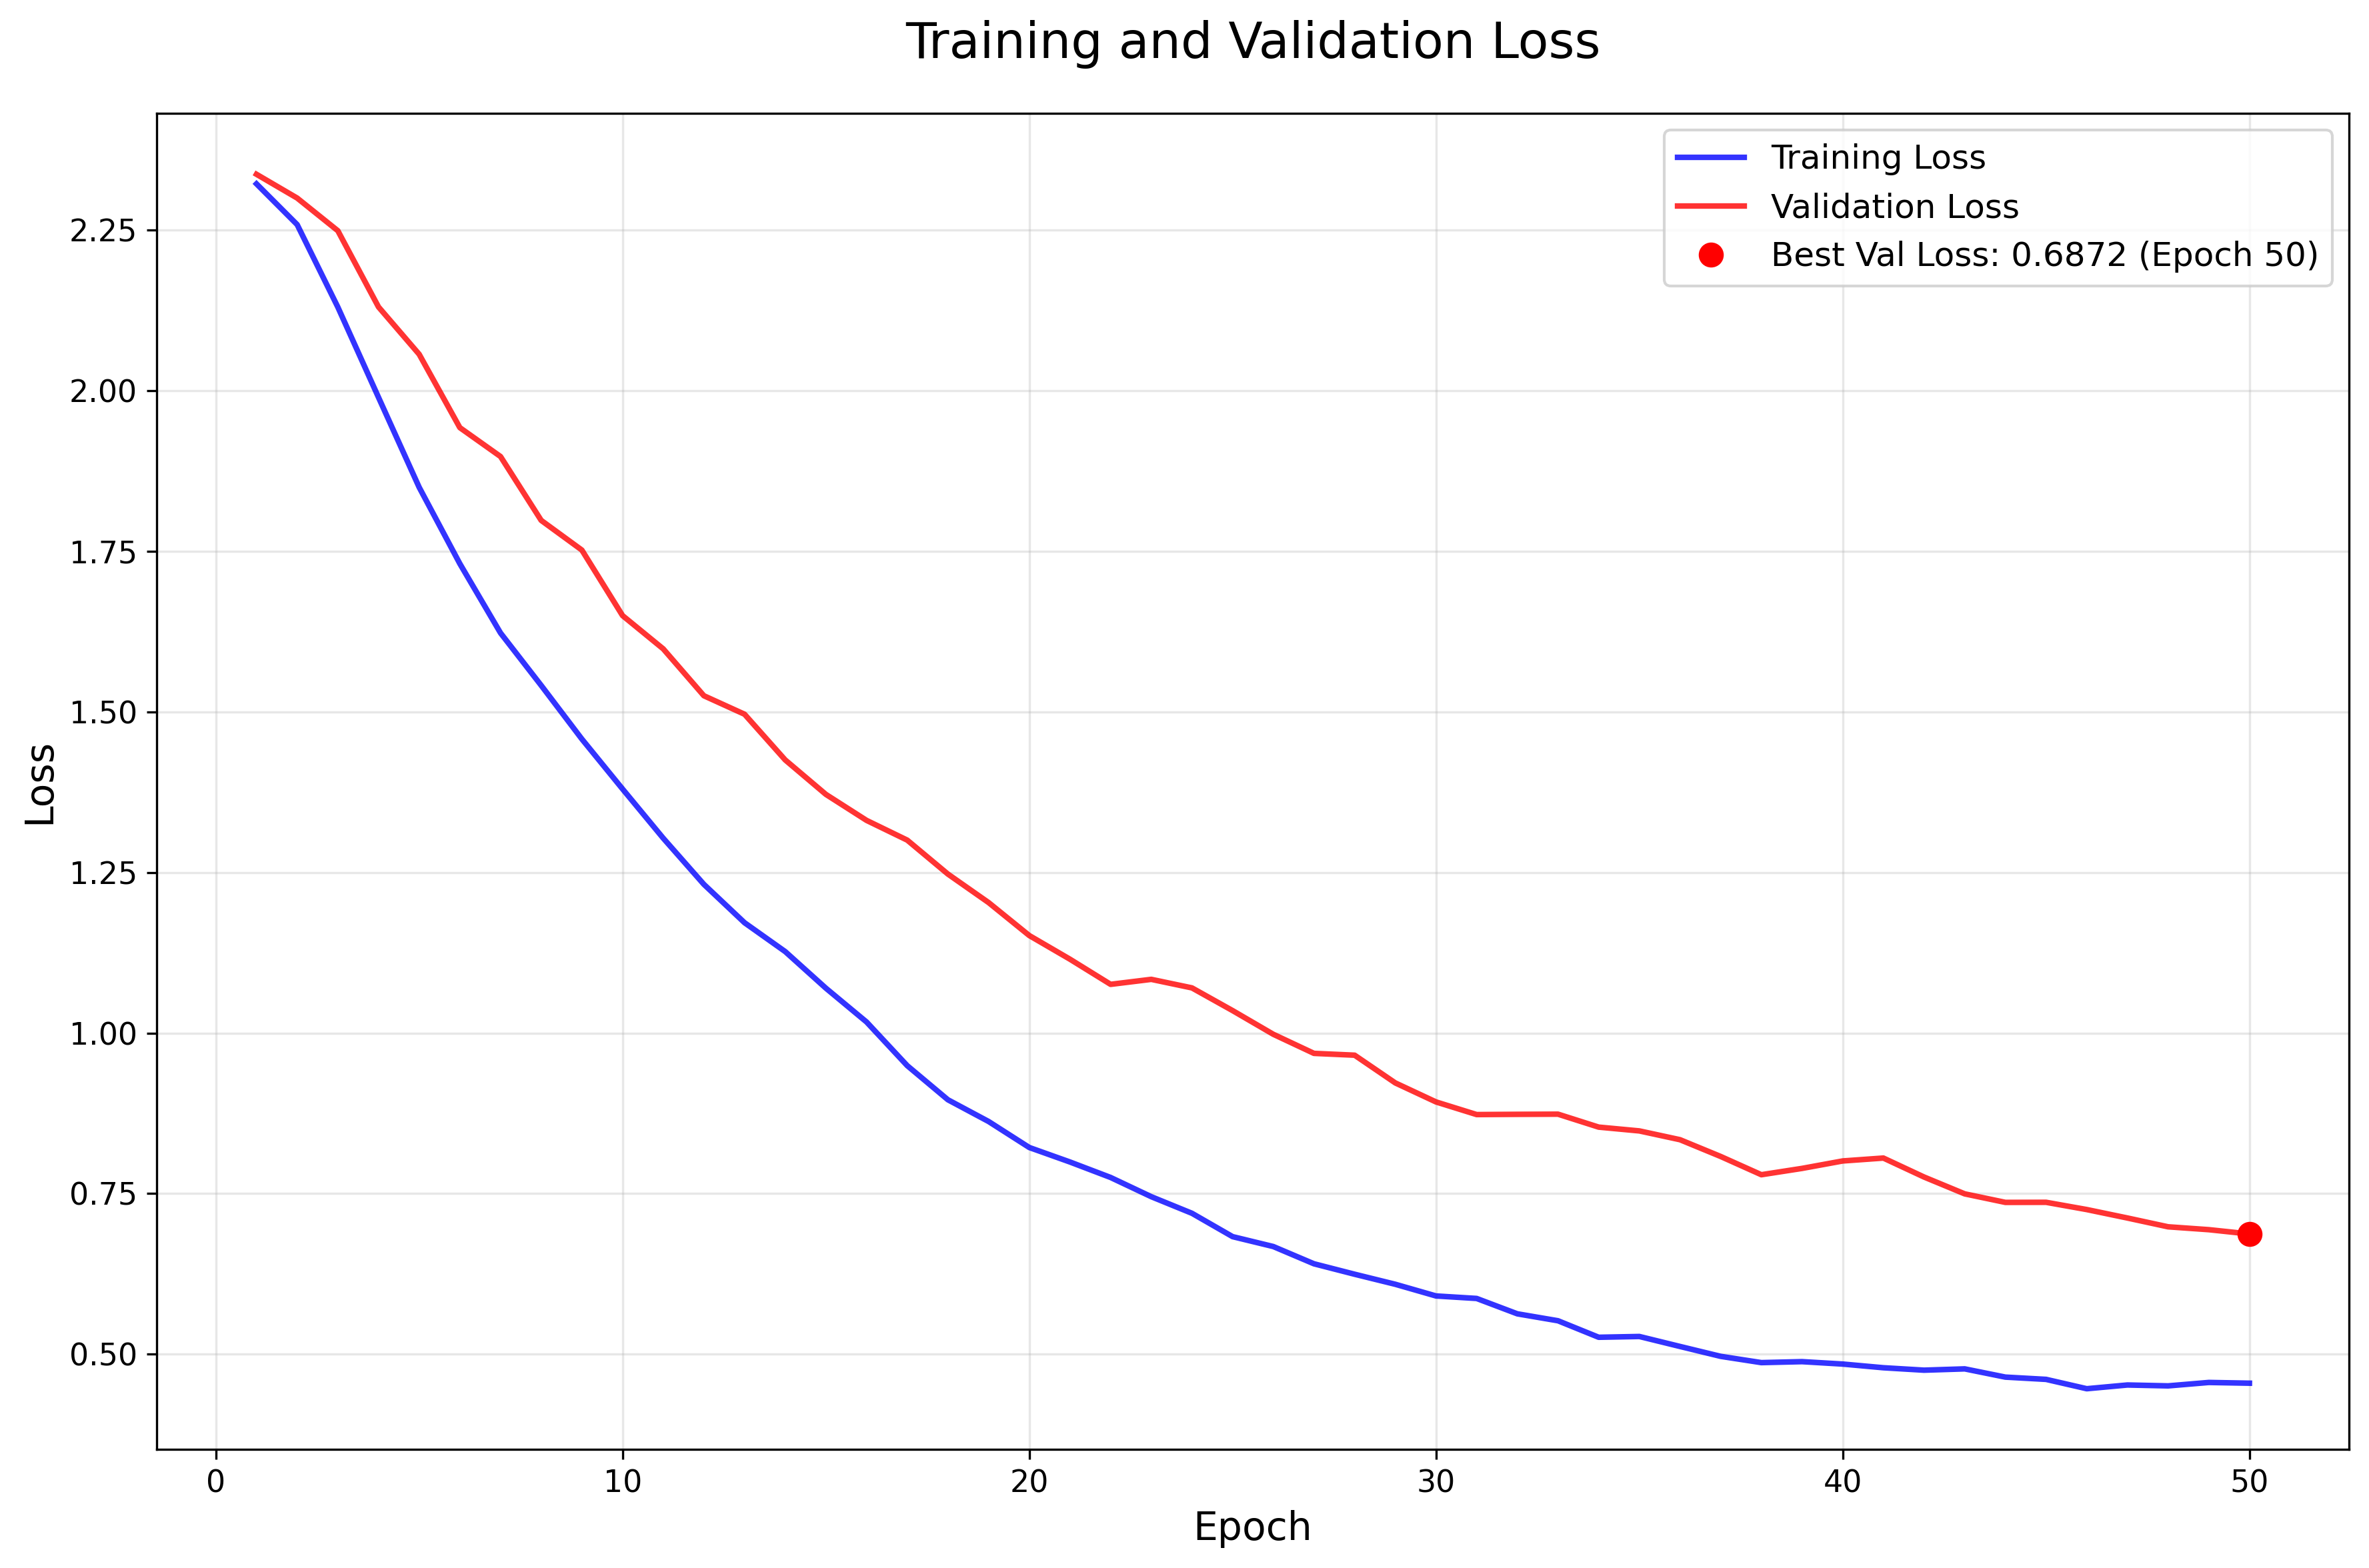 Training and Validation Loss
Training Loss
Validation Loss
Best Val Loss: 0.6872 (Epoch 50)
2.25
2.00
1.75
1.50
1.25
1.00
0.75
0.50
Loss
0 10 20 30 40 50
Epoch